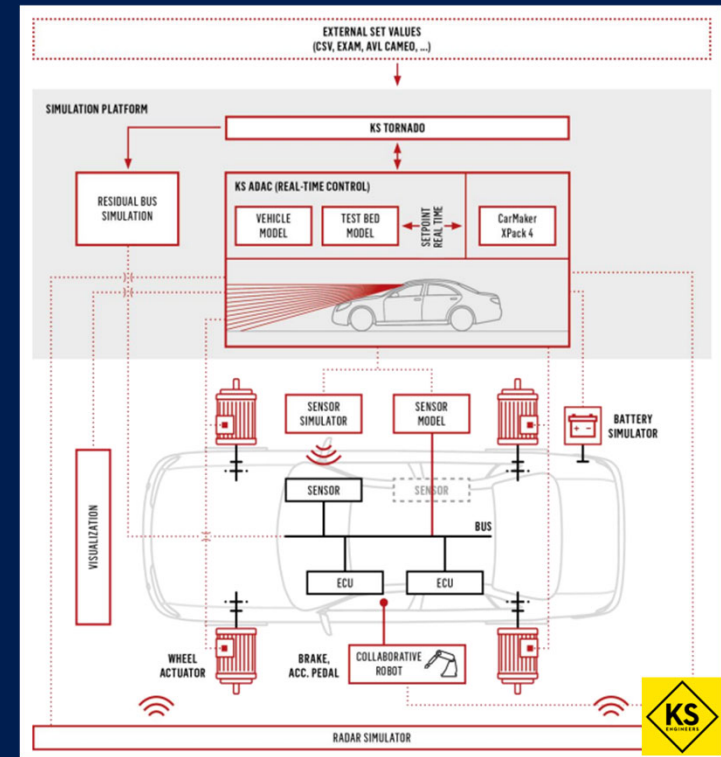 EXTERNAL SET VALUES
(CSV, EXAM, AVL CAMEO, ...)
SIMULATION PLATFORM
KS TORNADO
RESIDUAL BUS
SIMULATION
KS ADAC (REAL-TIME CONTROL)
VEHICLE
MODEL
TEST BED
MODEL
SETPOINT
REAL TIME
CarMaker
XPack 4
SENSOR
SIMULATOR
SENSOR
MODEL
BATTERY
SIMULATOR
VISUALIZATION
SENSOR
SENSOR
BUS
ECU
ECU
WHEEL
ACTUATOR
BRAKE,
ACC. PEDAL
COLLABORATIVE
ROBOT
RADAR SIMULATOR
KS
ENGINEERS